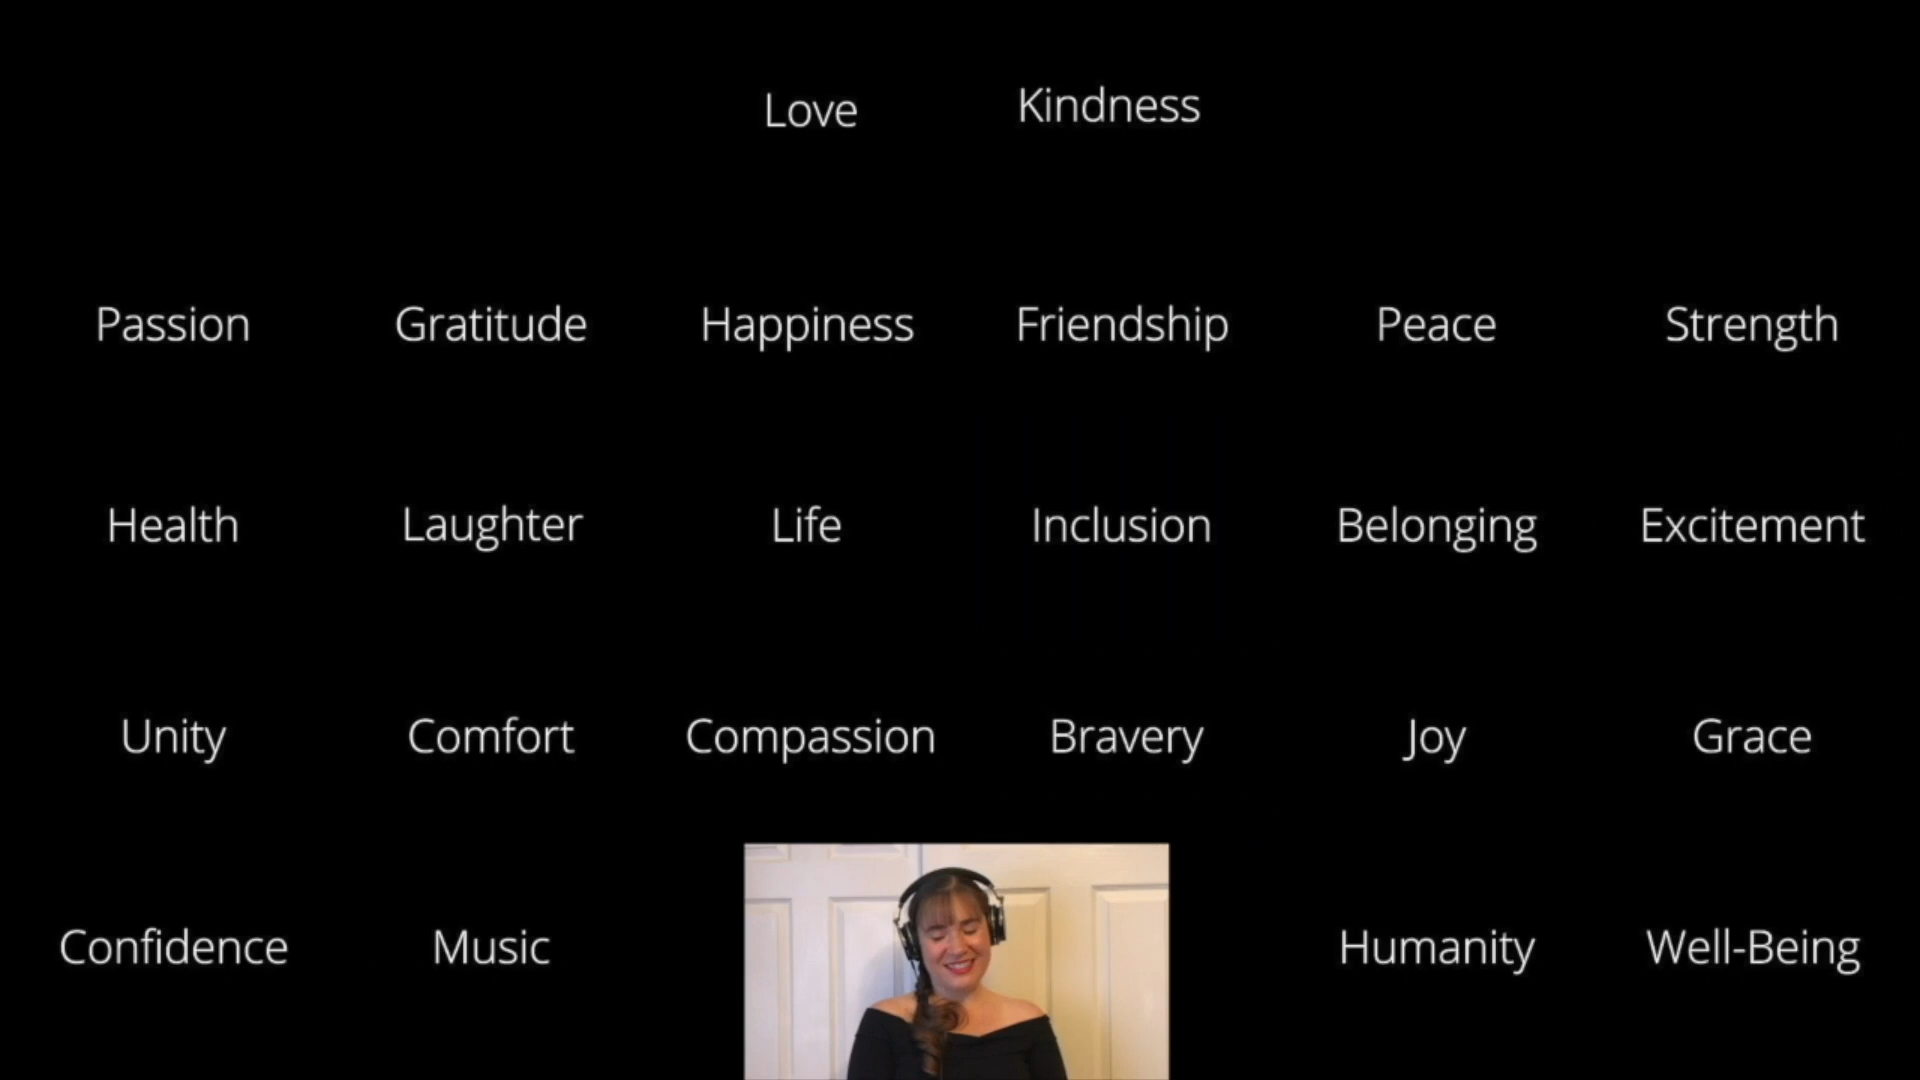 Love Kindness
Passion Gratitude Happiness Friendship Peace Strength
Health Laughter Life Inclusion Belonging Excitement
Unity Comfort Compassion Bravery Joy Grace
Confidence Music Humanity Well-Being